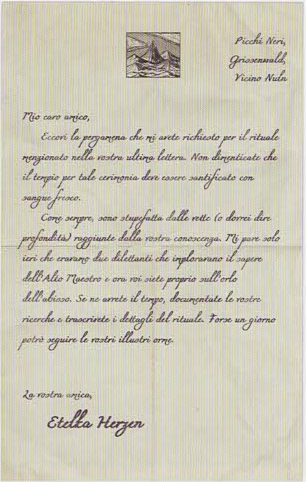 Picchi Neri,
Griosenwald,
Vicino Nuln
Mio caro amico,
Eccovi la pergamena che mi avete richiesto per il rituale
menzionato nella vostra ultima lettera. Non dimenticate che
il tempio per tale cerimonia deve essere santificato con
sangue fresco.
Come sempre, sono stupefatta dalle vette (o dovrei dire
profondità) raggiunte dalla vostra conoscenza. Mi pare solo
ieri che eravamo due dilettanti che imploravano il sapere
dell'Alto Maestro e ora voi siete proprio sull'orlo
dell'abisso. Se ne avrete il tempo, documentate le vostre
ricerche e trascrivete i dettagli del rituale. Forse un giorno
potrò seguire le vostri illustri orme.
La vostra amica,
Etelka Herzen